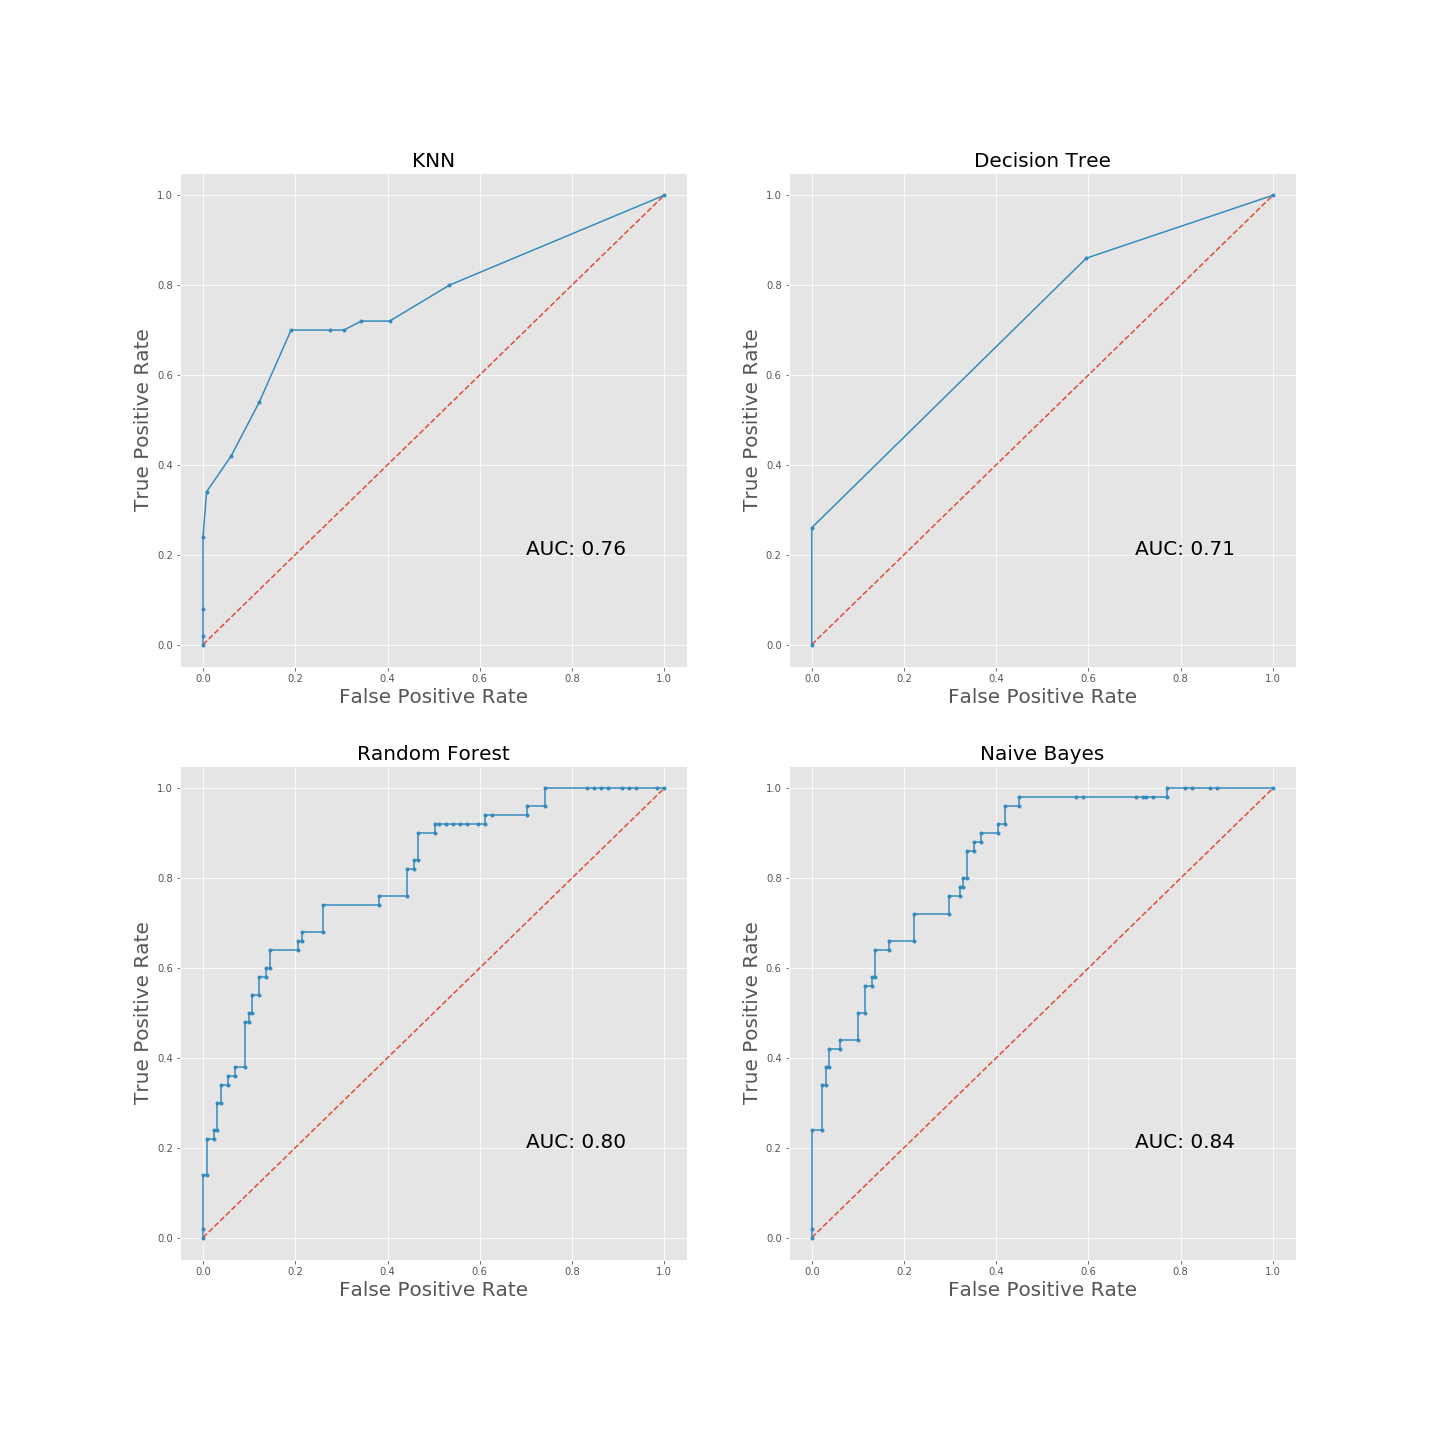 KNN
1.0
0.8
0.6
0.4
0.2
0.0
True Positive Rate
AUC: 0.76
0.0 0.2 0.4 0.6 0.8 1.0
False Positive Rate
Decision Tree
1.0
0.8
0.6
0.4
0.2
0.0
True Positive Rate
AUC: 0.71
0.0 0.2 0.4 0.6 0.8 1.0
False Positive Rate
Random Forest
1.0
0.8
0.6
0.4
0.2
0.0
True Positive Rate
AUC: 0.80
0.0 0.2 0.4 0.6 0.8 1.0
False Positive Rate
Naive Bayes
1.0
0.8
0.6
0.4
0.2
0.0
True Positive Rate
AUC: 0.84
0.0 0.2 0.4 0.6 0.8 1.0
False Positive Rate